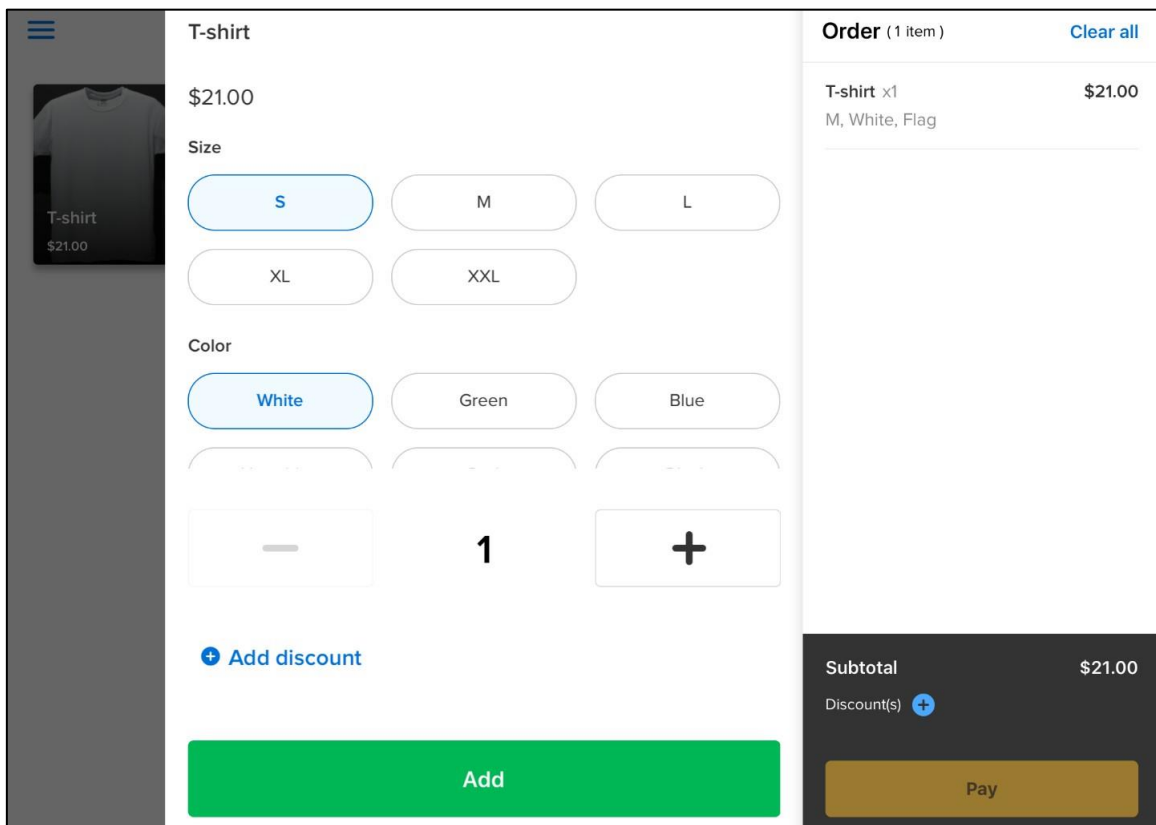 T-shirt
$21.00
T-shirt
$21.00
Size
S
M
L
XL
XXL
Color
White
Green
Blue
1
Add discount
Add
Order (1 item)
Clear all
T-shirt x1 $21.00
M, White, Flag
Subtotal $21.00
Discount(s)
Pay